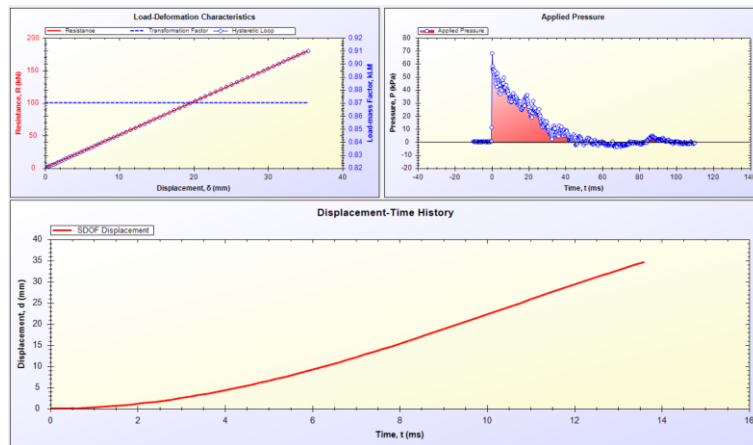 Load-Deformation Characteristics
Resistance Transformation Factor Hysteretic Loop
Resistance, R (kN)
200
150
100
50
0
0 10 20 30 40
Displacement, δ (mm)
0.92
0.91
0.90
0.89
0.88
0.87
0.86
0.85
0.84
0.83
0.82
Load-mass Factor, kLM
Applied Pressure
Applied Pressure
Pressure, P (kPa)
80
70
60
50
40
30
20
10
0
-10
-20
-40 -20 0 20 40 60 80 100 120 140
Time, t (ms)
Displacement-Time History
SDOF Displacement
Displacement, d (mm)
40
35
30
25
20
15
10
5
0
0 2 4 6 8 10 12 14 16
Time, t (ms)